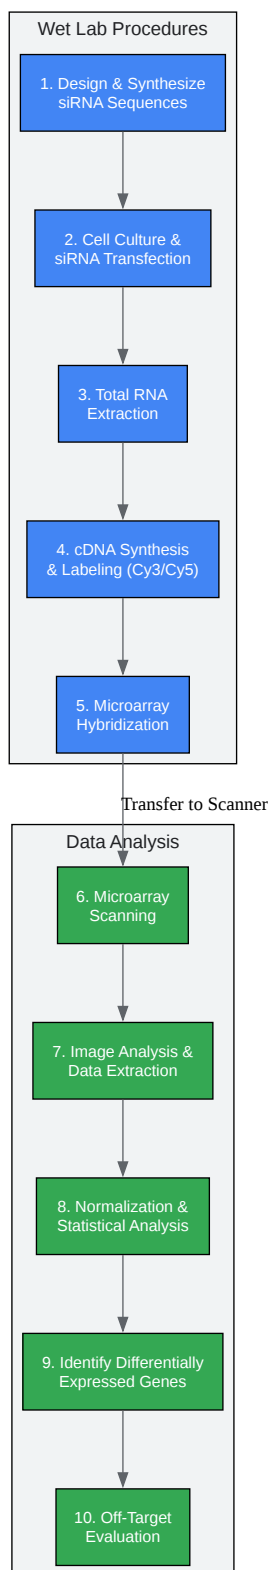 Wet Lab Procedures
1. Design & Synthesize
siRNA Sequences
2. Cell Culture &
siRNA Transfection
3. Total RNA
Extraction
4. cDNA Synthesis
& Labeling (Cy3/Cy5)
5. Microarray
Hybridization
Transfer to Scanner
Data Analysis
6. Microarray
Scanning
7. Image Analysis &
Data Extraction
8. Normalization &
Statistical Analysis
9. Identify Differentially
Expressed Genes
10. Off-Target
Evaluation